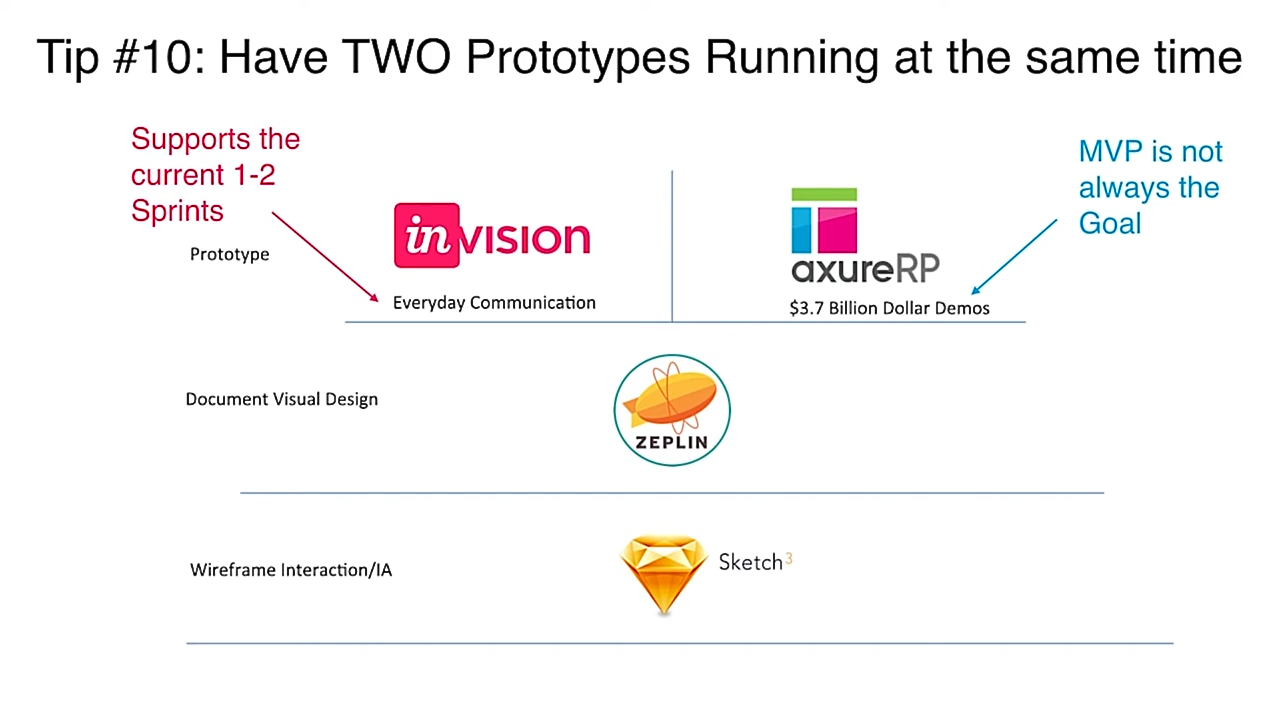 Tip #10: Have TWO Prototypes Running at the same time
Supports the
current 1-2
Sprints
MVP is not
always the
Goal
Prototype
invision
axureRP
Everyday Communication
$3.7 Billion Dollar Demos
Document Visual Design
ZEPLIN
Wireframe Interaction/IA
Sketch3